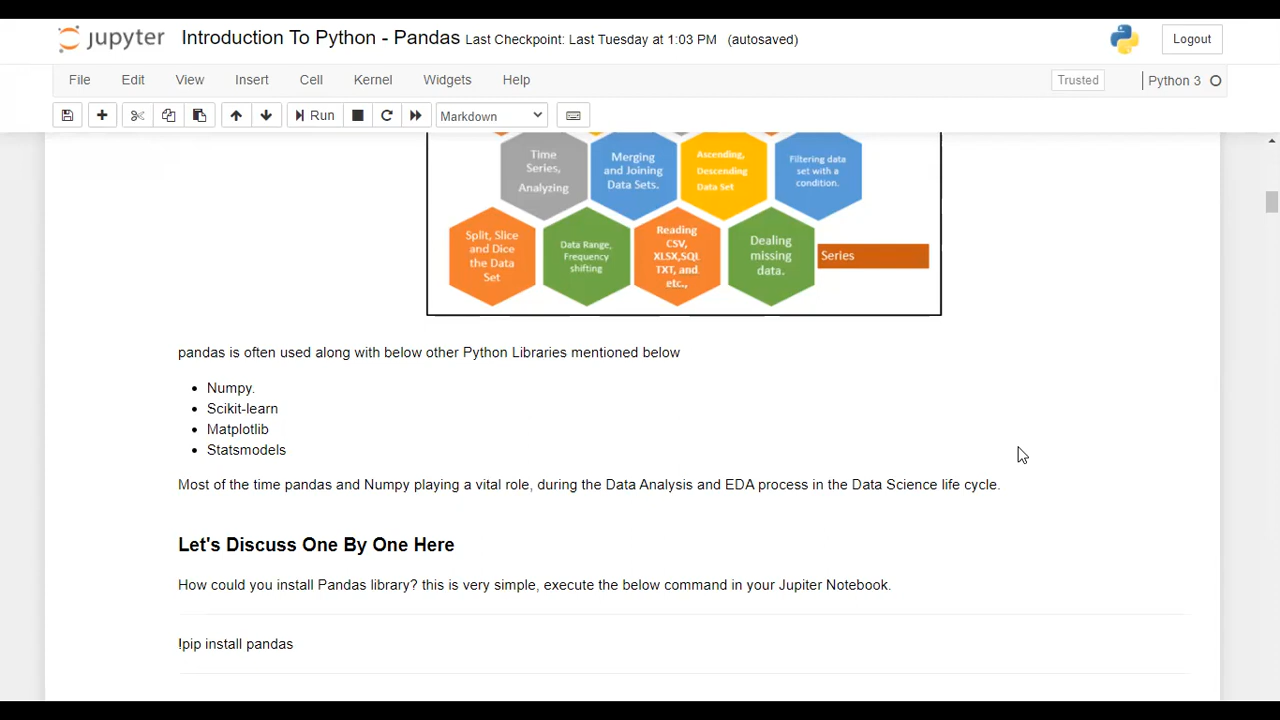 jupyter Introduction To Python - Pandas Last Checkpoint: Last Tuesday at 1:03 PM (autosaved)
Logout
File Edit View Insert Cell Kernel Widgets Help
Trusted
Python 3
Run
Markdown
Time
Series,
Analyzing
Merging
and Joining
Data Sets.
Ascending,
Descending
Data Set
Filtering data
set with a
condition.
Split, Slice
and Dice
the Data
Set
Data Range,
Frequency
shifting
Reading
CSV,
XLSX,SQL
TXT, and
etc.,
Dealing
missing
data.
Series
pandas is often used along with below other Python Libraries mentioned below
• Numpy.
• Scikit-learn
• Matplotlib
• Statsmodels
Most of the time pandas and Numpy playing a vital role, during the Data Analysis and EDA process in the Data Science life cycle.
Let's Discuss One By One Here
How could you install Pandas library? this is very simple, execute the below command in your Jupiter Notebook.
!pip install pandas